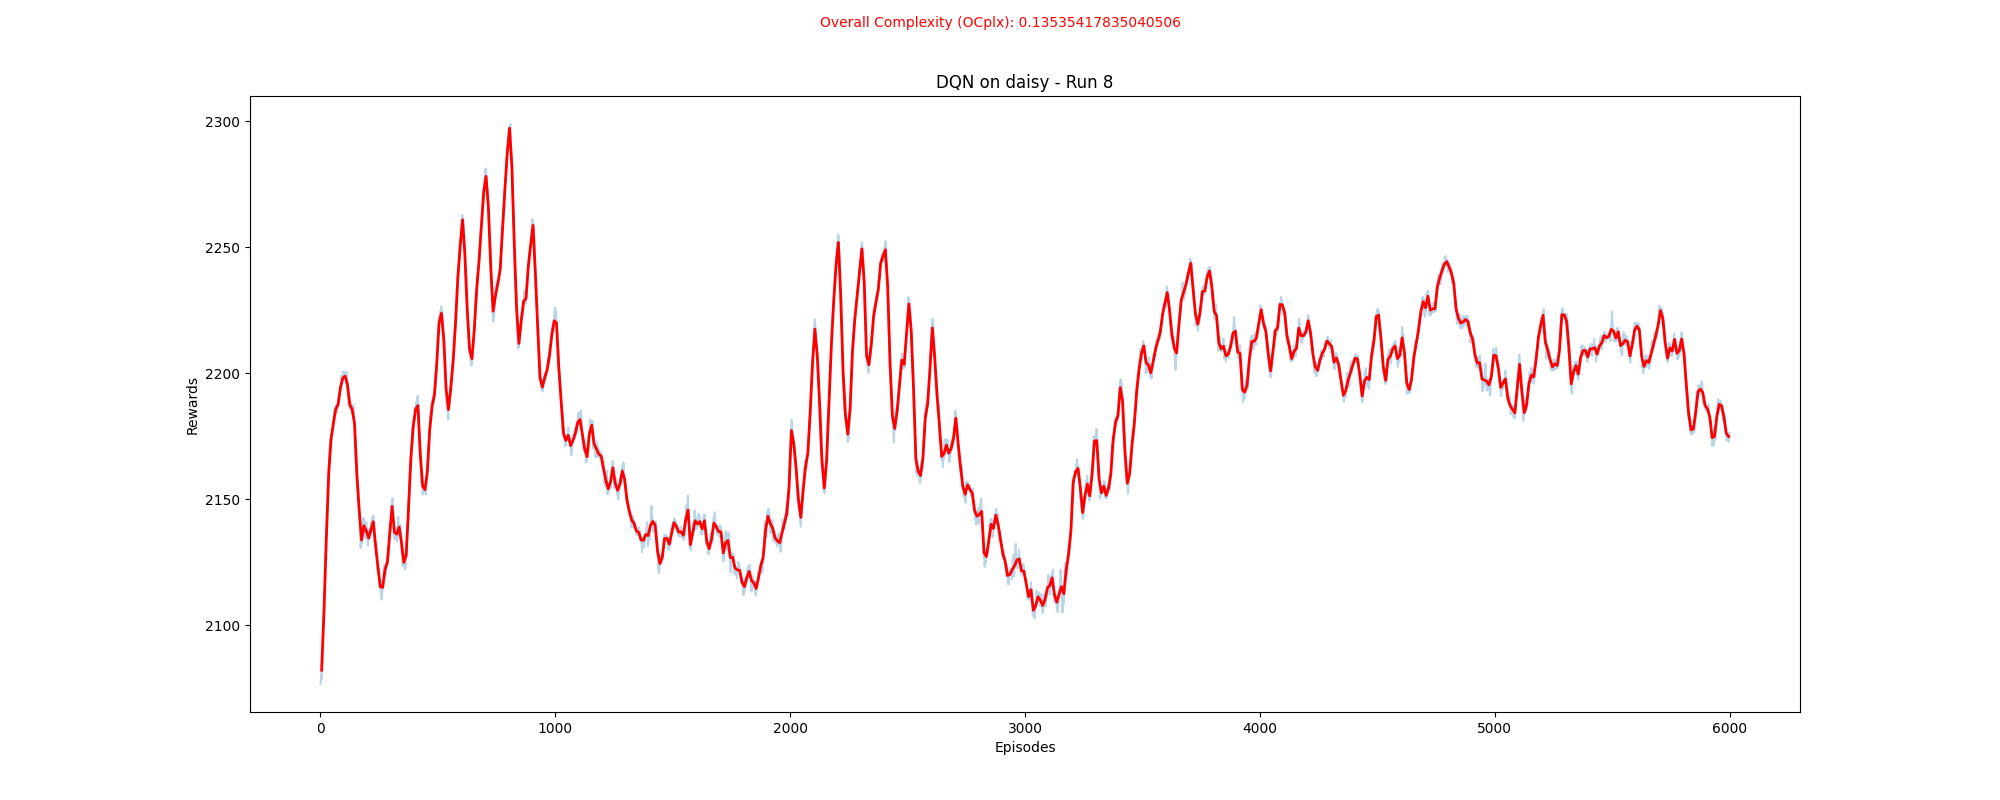 Overall Complexity (OCplx): 0.13535417835040506
DQN on daisy - Run 8
2300
2250
2200
2150
2100
Rewards
0 1000 2000 3000 4000 5000 6000
Episodes